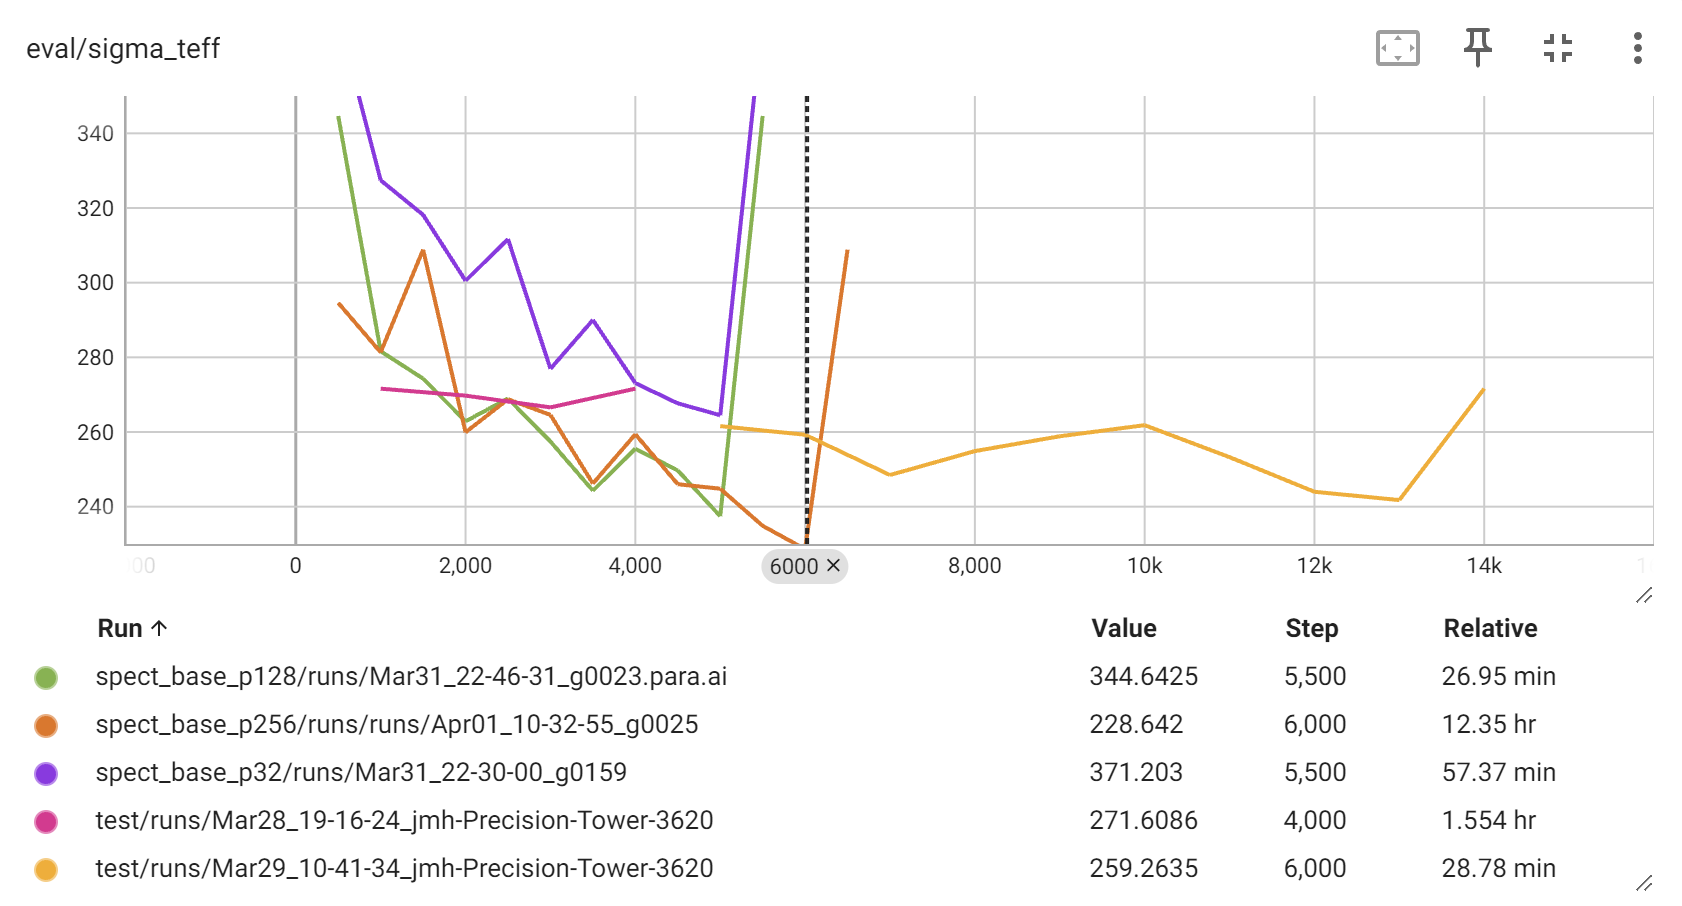 eval/sigma_teff
340
320
300
280
260
240
00 0 2,000 4,000 6000 × 8,000 10k 12k 14k
Run ↑ Value Step Relative
spect_base_p128/runs/Mar31_22-46-31_g0023.para.ai 344.6425 5,500 26.95 min
spect_base_p256/runs/runs/Apr01_10-32-55_g0025 228.642 6,000 12.35 hr
spect_base_p32/runs/Mar31_22-30-00_g0159 371.203 5,500 57.37 min
test/runs/Mar28_19-16-24_jmh-Precision-Tower-3620 271.6086 4,000 1.554 hr
test/runs/Mar29_10-41-34_jmh-Precision-Tower-3620 259.2635 6,000 28.78 min